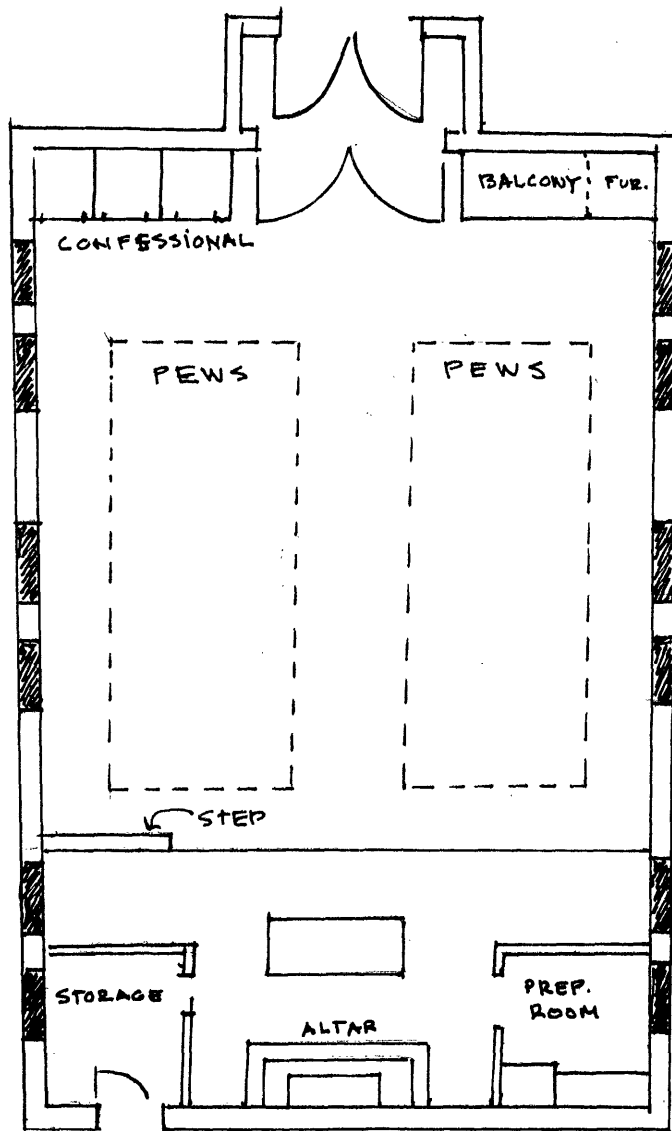 BALCONY FUR.
CONFESSIONAL
PEWS PEWS
STEP
STORAGE
PREP.
ROOM
ALTAR